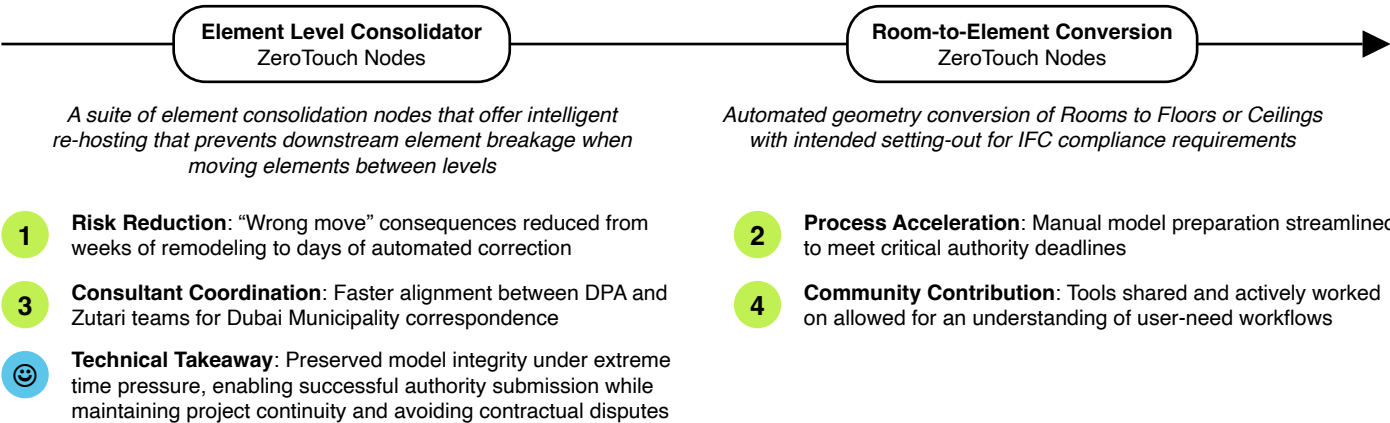 Element Level Consolidator
ZeroTouch Nodes
Room-to-Element Conversion
ZeroTouch Nodes
A suite of element consolidation nodes that offer intelligent
re-hosting that prevents downstream element breakage when
moving elements between levels
Automated geometry conversion of Rooms to Floors or Ceilings
with intended setting-out for IFC compliance requirements
1
Risk Reduction: “Wrong move” consequences reduced from
weeks of remodeling to days of automated correction
2
Process Acceleration: Manual model preparation streamlined
to meet critical authority deadlines
3
Consultant Coordination: Faster alignment between DPA and
Zutari teams for Dubai Municipality correspondence
4
Community Contribution: Tools shared and actively worked
on allowed for an understanding of user-need workflows
Technical Takeaway: Preserved model integrity under extreme
time pressure, enabling successful authority submission while
maintaining project continuity and avoiding contractual disputes